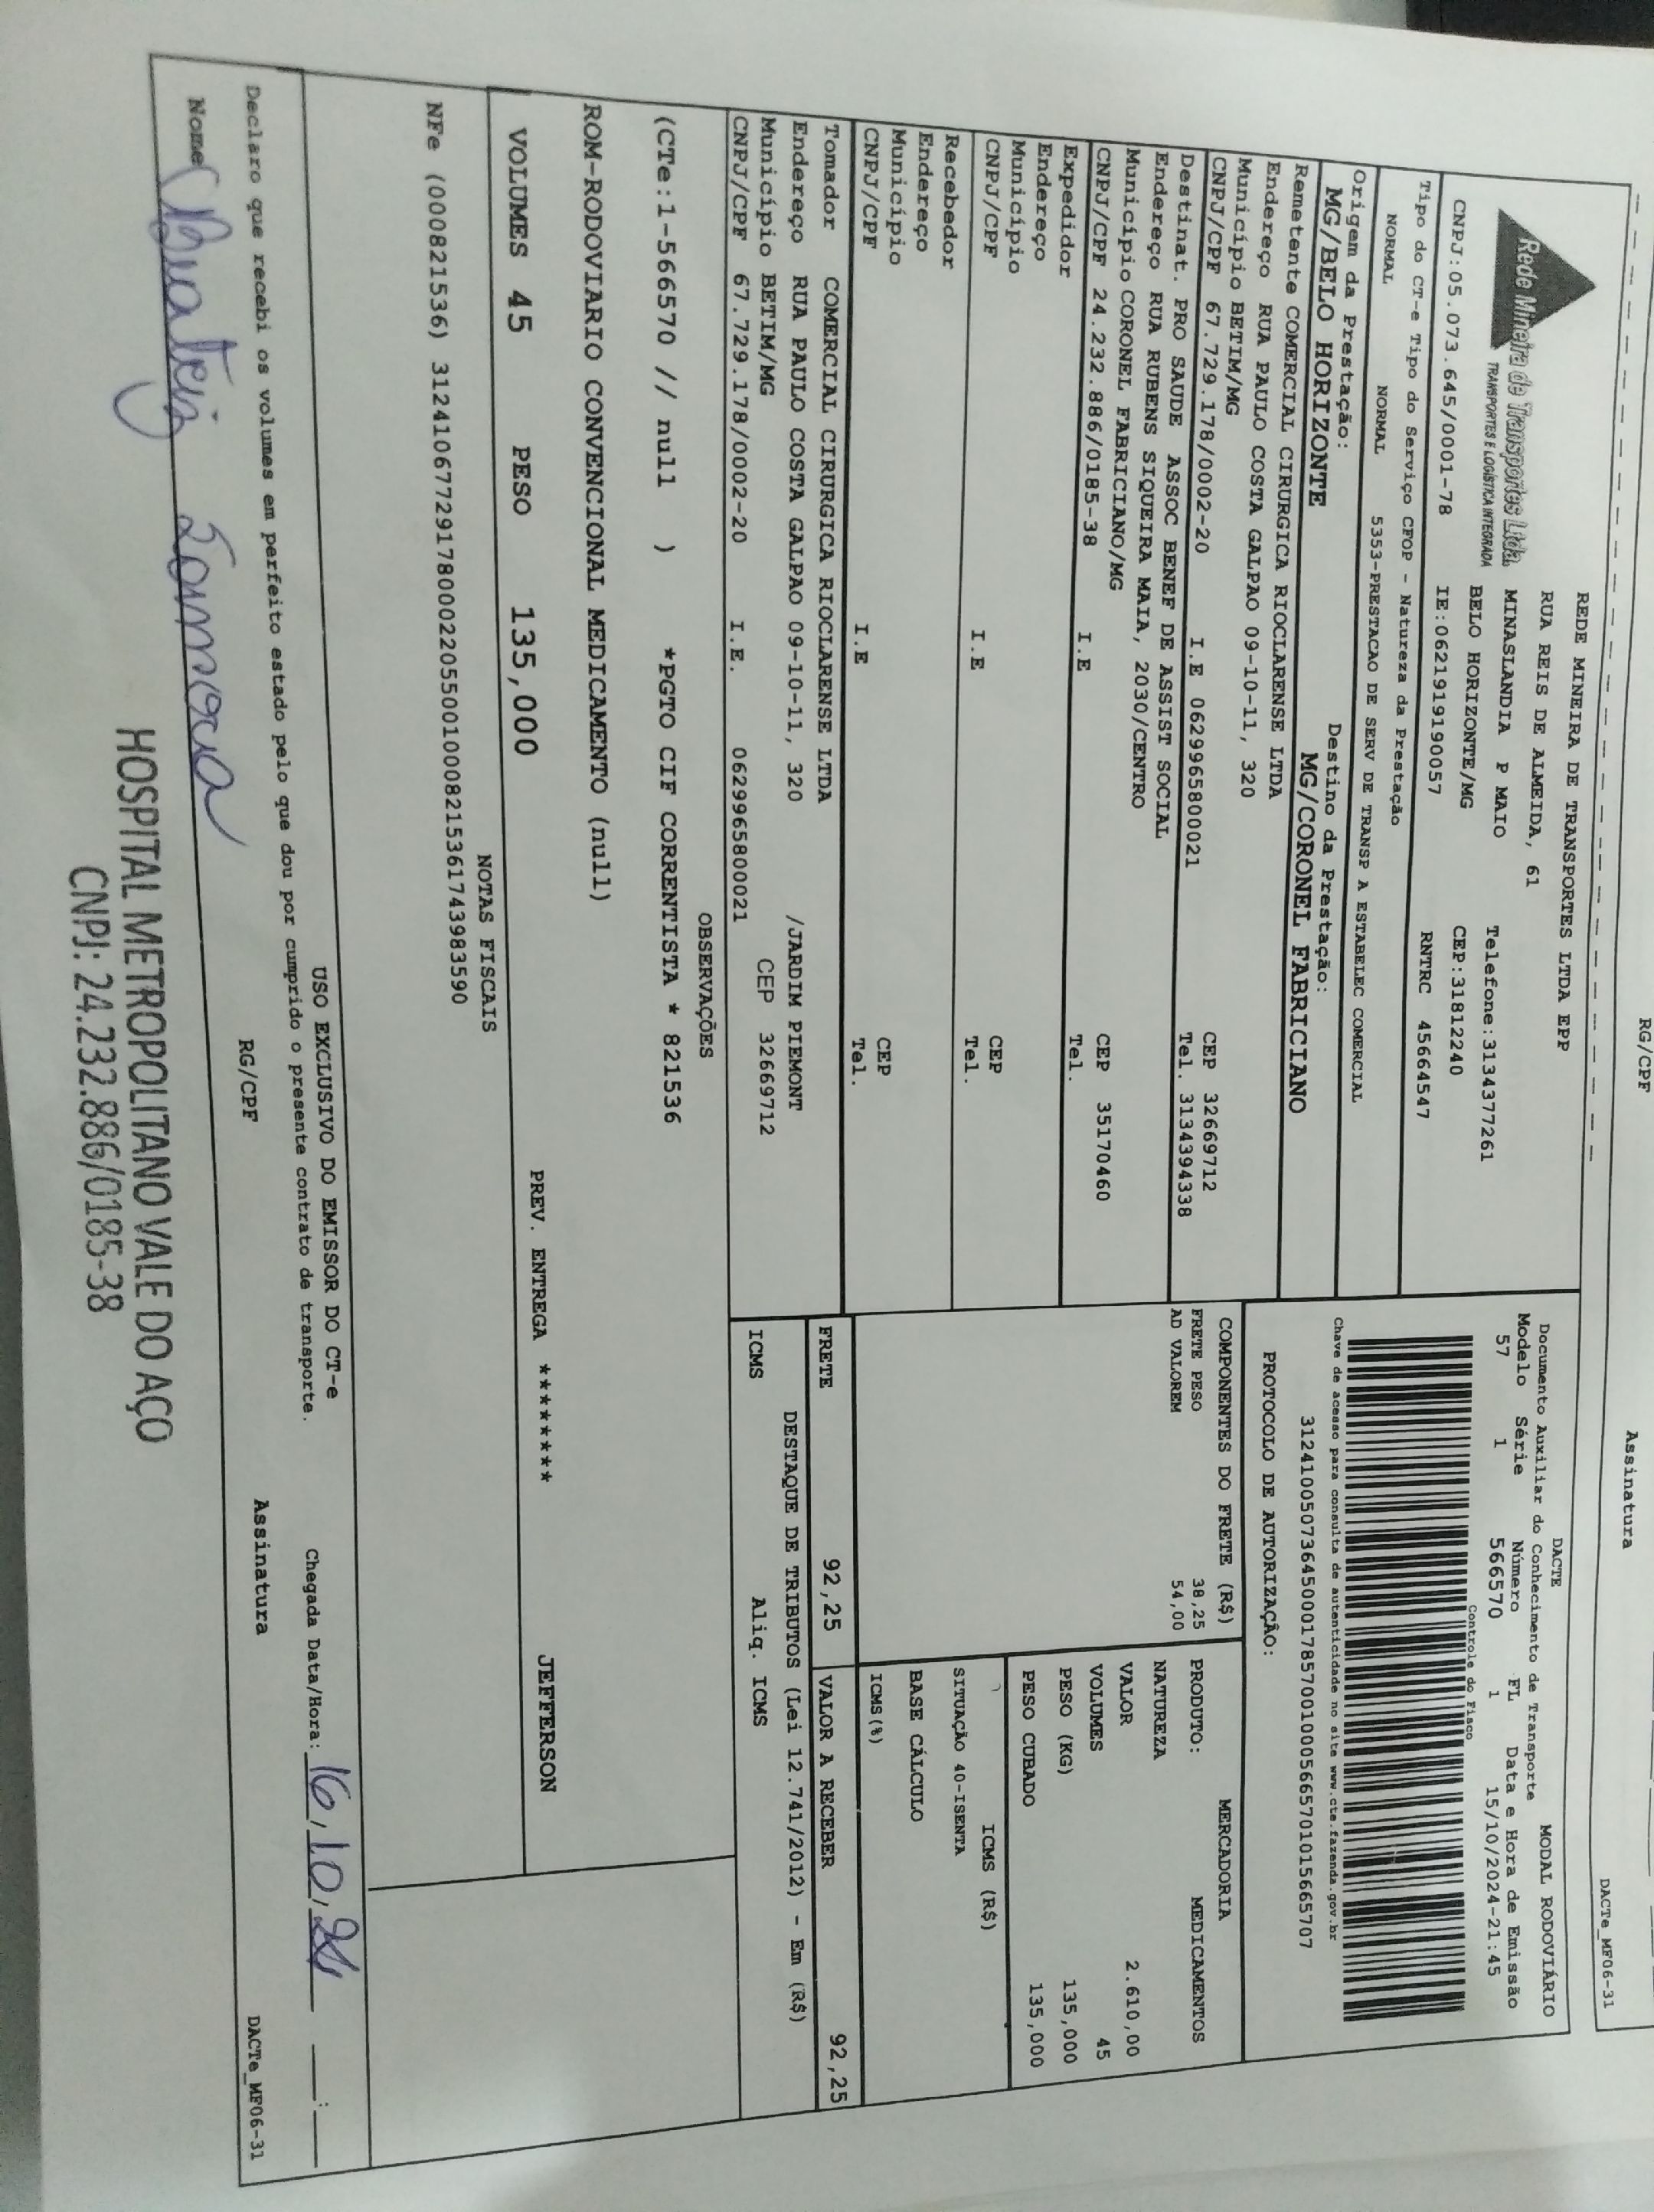 RG/CPF Assinatura
DACTe_MF06-31
Rede Mineira de Transportes Ltda.
TRANSPORTES E LOGÍSTICA INTEGRADA
REDE MINEIRA DE TRANSPORTES LTDA EPP
RUA REIS DE ALMEIDA, 61
MINASLANDIA P MAIO Telefone:3134377261
BELO HORIZONTE/MG CEP:31812240
CNPJ:05.073.645/0001-78 IE:0621919190057 RNTRC 45664547
DACTE MODAL RODOVIÁRIO
Documento Auxiliar do Conhecimento de Transporte
Modelo Série Número FL Data e Hora de Emissão
57 1 566570 1 15/10/2024-21:45
Controle do Fisco
Tipo do CT-e Tipo do Serviço CFOP - Natureza da Prestação
NORMAL NORMAL 5353-PRESTACAO DE SERV DE TRANSP A ESTABELEC COMERCIAL
Chave de acesso para consulta de autenticidade no site www.cte.fazenda.gov.br
31241005073645000178570010005665701015665707
Origem da Prestação: Destino da Prestação:
MG/BELO HORIZONTE MG/CORONEL FABRICIANO
PROTOCOLO DE AUTORIZAÇÃO:
Remetente COMERCIAL CIRURGICA RIOCLARENSE LTDA
Endereço RUA PAULO COSTA GALPAO 09-10-11, 320
Município BETIM/MG CEP 32669712
CNPJ/CPF 67.729.178/0002-20 I.E 0629965800021 Tel. 3134394338
Destinat. PRO SAUDE ASSOC BENEF DE ASSIST SOCIAL
Endereço RUA RUBENS SIQUEIRA MAIA, 2030/CENTRO
Município CORONEL FABRICIANO/MG CEP 35170460
CNPJ/CPF 24.232.886/0185-38 I.E Tel.
Expedidor
Endereço
Município CEP
CNPJ/CPF I.E Tel.
Recebedor
Endereço
Município CEP
CNPJ/CPF I.E Tel.
COMPONENTES DO FRETE (R$)
FRETE PESO 38,25
AD VALOREM 54,00
MERCADORIA
PRODUTO: MEDICAMENTOS
NATUREZA
VALOR 2.610,00
VOLUMES 45
PESO (KG) 135,000
PESO CUBADO 135,000
ICMS (R$)
SITUAÇÃO 40-ISENTA
BASE CÁLCULO
ICMS(%)
Tomador COMERCIAL CIRURGICA RIOCLARENSE LTDA
Endereço RUA PAULO COSTA GALPAO 09-10-11, 320 /JARDIM PIEMONT
Município BETIM/MG CEP 32669712
CNPJ/CPF 67.729.178/0002-20 I.E. 0629965800021
FRETE 92,25 VALOR A RECEBER 92,25
DESTAQUE DE TRIBUTOS (Lei 12.741/2012) - Em (R$)
ICMS Aliq. ICMS
OBSERVAÇÕES
(CTe:1-566570 // null ) *PGTO CIF CORRENTISTA * 821536
ROM-RODOVIARIO CONVENCIONAL MEDICAMENTO (null)
VOLUMES 45 PESO 135,000 PREV. ENTREGA ******** JEFFERSON
NOTAS FISCAIS
NFe (000821536) 31241067729178000220550010008215361743983590
USO EXCLUSIVO DO EMISSOR DO CT-e
Declaro que recebi os volumes em perfeito estado pelo que dou por cumprido o presente contrato de transporte.
Chegada Data/Hora: 16/10/24 __:__
Nome RG/CPF Assinatura
DACTe_MF06-31
HOSPITAL METROPOLITANO VALE DO AÇO
CNPJ: 24.232.886/0185-38